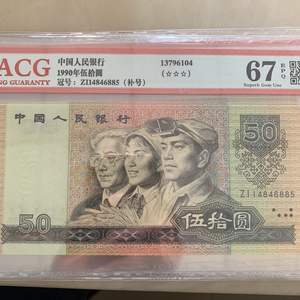 ACG
NG GUARANTY
中国人民银行
1990年伍拾圆
冠号：ZI14846885（补号）
13796104
(☆☆☆)
67 EPQ
Superb Gem Unc
中国人民银行
50
ZI14846885
50
伍拾圆